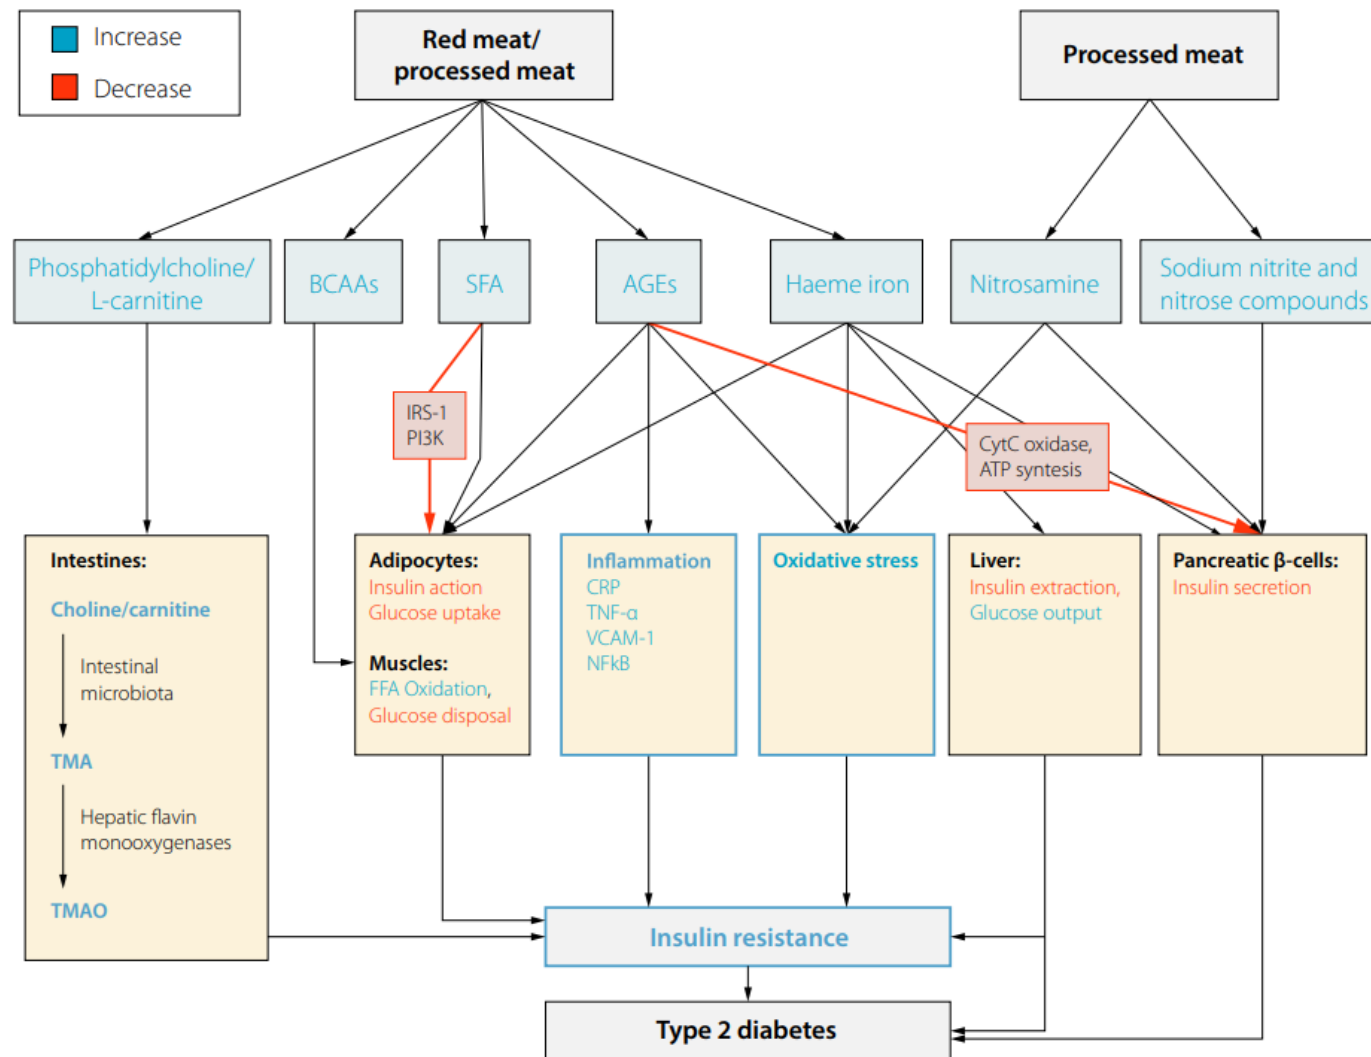 Increase
Decrease
Red meat/
processed meat
Processed meat
Phosphatidylcholine/
L-carnitine
BCAAs
SFA
AGEs
Haeme iron
Nitrosamine
Sodium nitrite and
nitrose compounds
IRS-1
PI3K
CytC oxidase,
ATP syntesis
Intestines:
Choline/carnitine
Intestinal
microbiota
TMA
Hepatic flavin
monooxygenases
TMAO
Adipocytes:
Insulin action
Glucose uptake
Muscles:
FFA Oxidation,
Glucose disposal
Inflammation
CRP
TNF-α
VCAM-1
NFkB
Oxidative stress
Liver:
Insulin extraction,
Glucose output
Pancreatic β-cells:
Insulin secretion
Insulin resistance
Type 2 diabetes